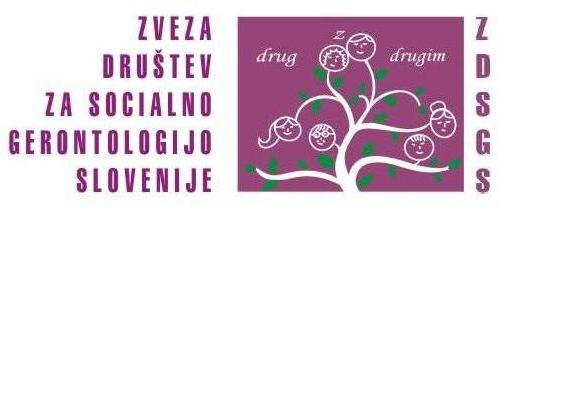 ZVEZA
DRUŠTEV
ZA SOCIALNO
GERONTOLOGIJO
SLOVENIJE
drug z drugim
Z
D
S
G
S